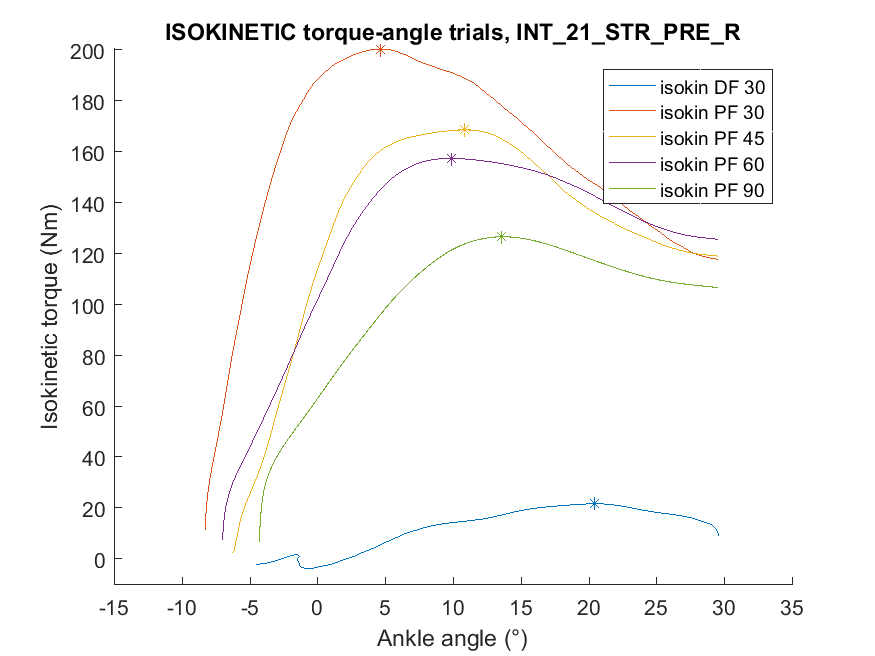 ISOKINETIC torque-angle trials, INT_21_STR_PRE_R
200
180
160
140
120
100
80
60
40
20
0
Isokinetic torque (Nm)
isokin DF 30
isokin PF 30
isokin PF 45
isokin PF 60
isokin PF 90
-15 -10 -5 0 5 10 15 20 25 30 35
Ankle angle (°)